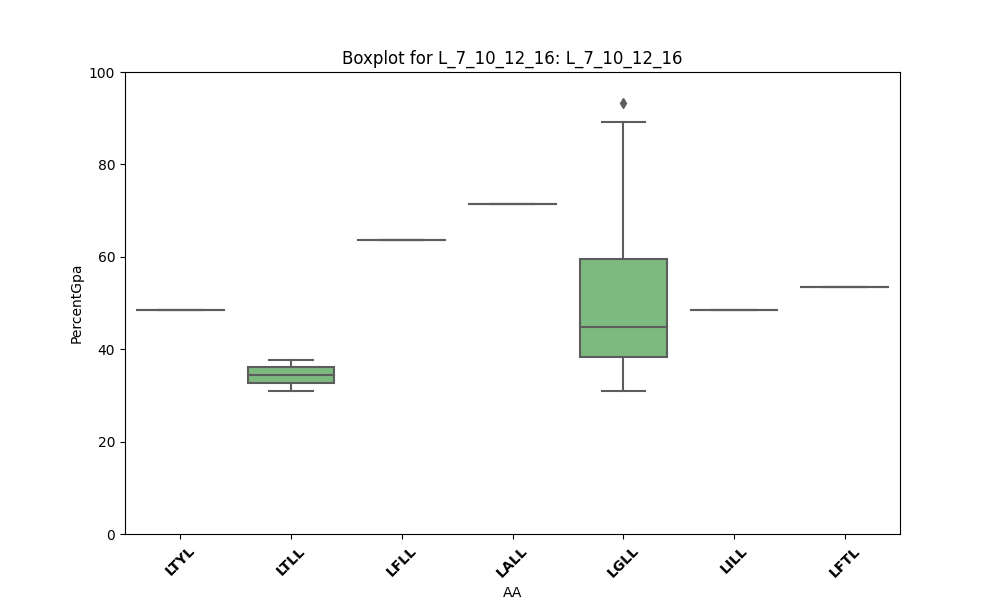 Boxplot for L_7_10_12_16: L_7_10_12_16
100
80
60
40
20
0
PercentGpa
LTYL
LTLL
LFLL
LALL
LGLL
LILL
LFTL
AA